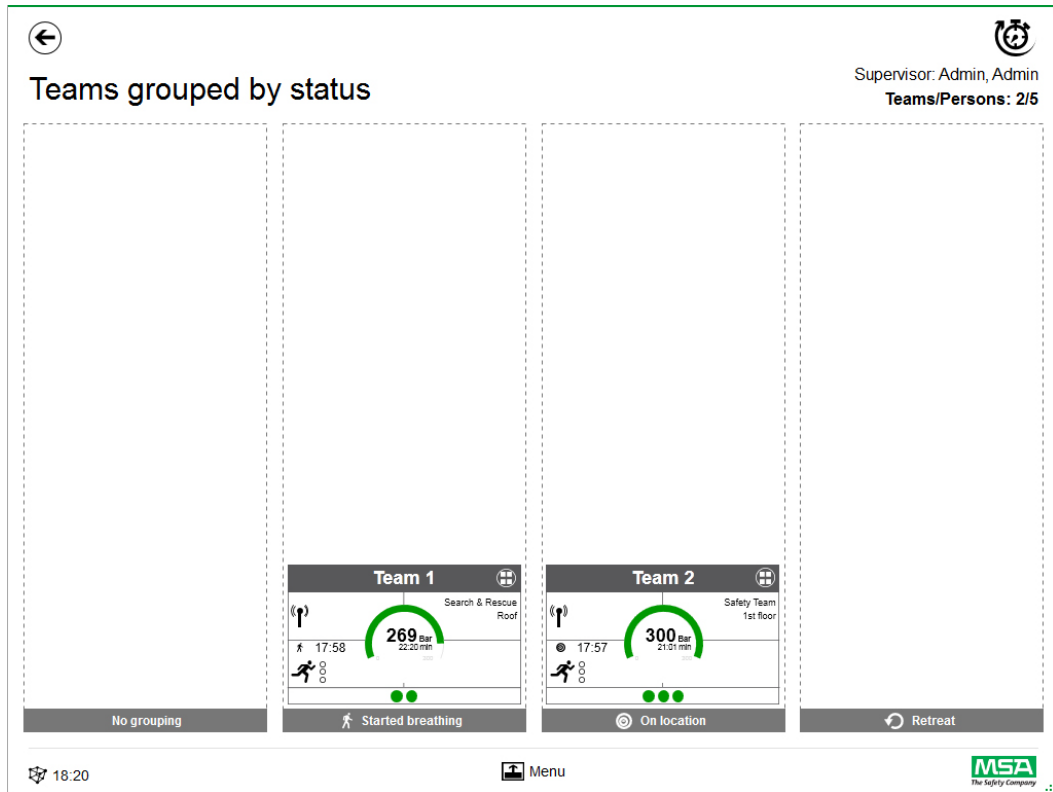 Supervisor: Admin, Admin
Teams grouped by status
Teams/Persons: 2/5
Team 1
Search & Rescue
Roof
269 Bar
22:20 min
17:58
Started breathing
Team 2
Safety Team
1st floor
300 Bar
21:01 min
17:57
On location
No grouping
Retreat
18:20
Menu
MSA
The Safety Company